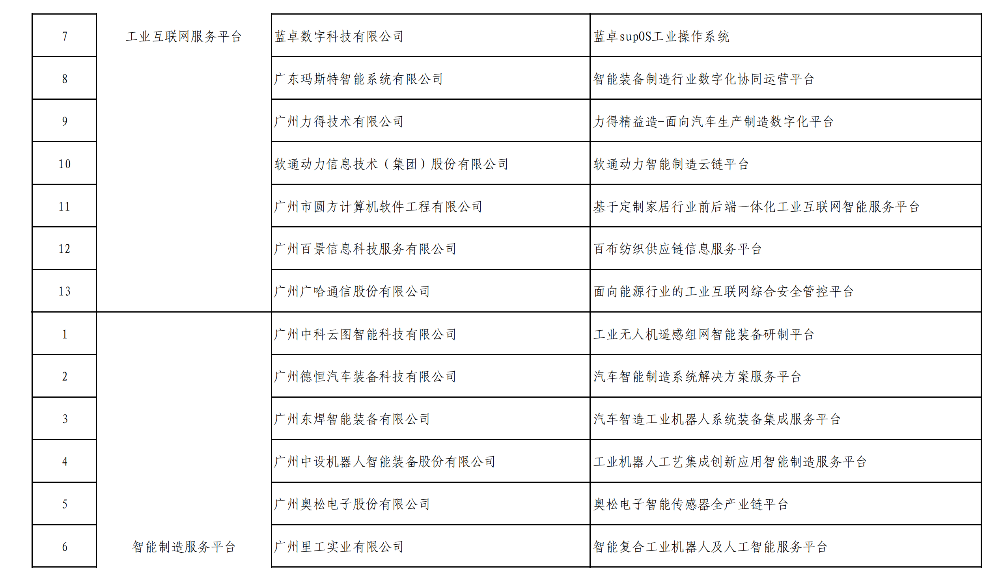 7 工业互联网服务平台 蓝卓数字科技有限公司 蓝卓supOS工业操作系统
8 广东玛斯特智能系统有限公司 智能装备制造行业数字化协同运营平台
9 广州力得技术有限公司 力得精益造-面向汽车生产制造数字化平台
10 软通动力信息技术（集团）股份有限公司 软通动力智能制造云链平台
11 广州市圆方计算机软件工程有限公司 基于定制家居行业前后端一体化工业互联网智能服务平台
12 广州百景信息科技服务有限公司 百布纺织供应链信息服务平台
13 广州广哈通信股份有限公司 面向能源行业的工业互联网综合安全管控平台
1 广州中科云图智能科技有限公司 工业无人机遥感组网智能装备研制平台
2 广州德恒汽车装备科技有限公司 汽车智能制造系统解决方案服务平台
3 广州东焊智能装备有限公司 汽车智造工业机器人系统装备集成服务平台
4 广州中设机器人智能装备股份有限公司 工业机器人工艺集成创新应用智能制造服务平台
5 广州奥松电子股份有限公司 奥松电子智能传感器全产业链平台
6 智能制造服务平台 广州里工实业有限公司 智能复合工业机器人及人工智能服务平台